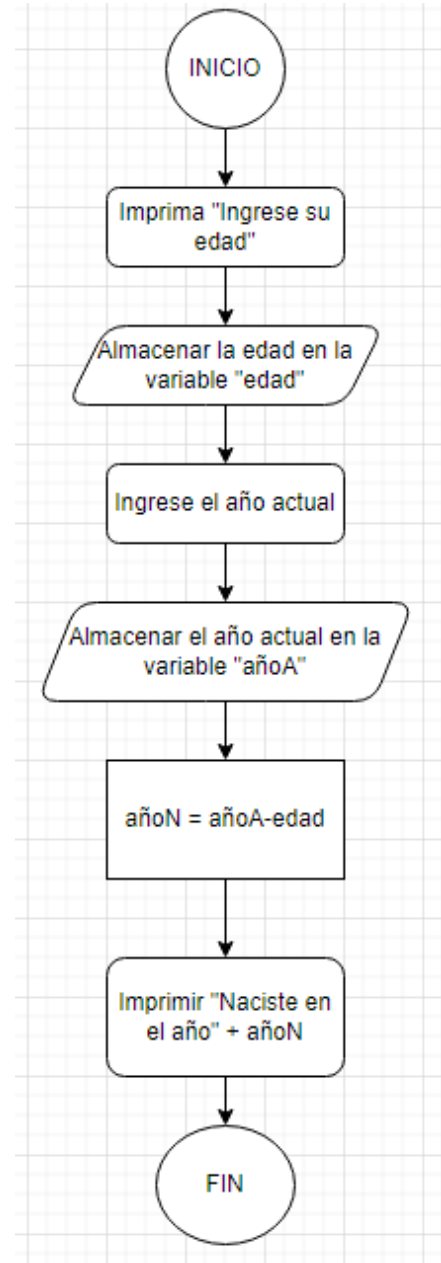 INICIO
Imprima "Ingrese su
edad"
Almacenar la edad en la
variable "edad"
Ingrese el año actual
Almacenar el año actual en la
variable "añoA"
añoN = añoA-edad
Imprimir "Naciste en
el año" + añoN
FIN